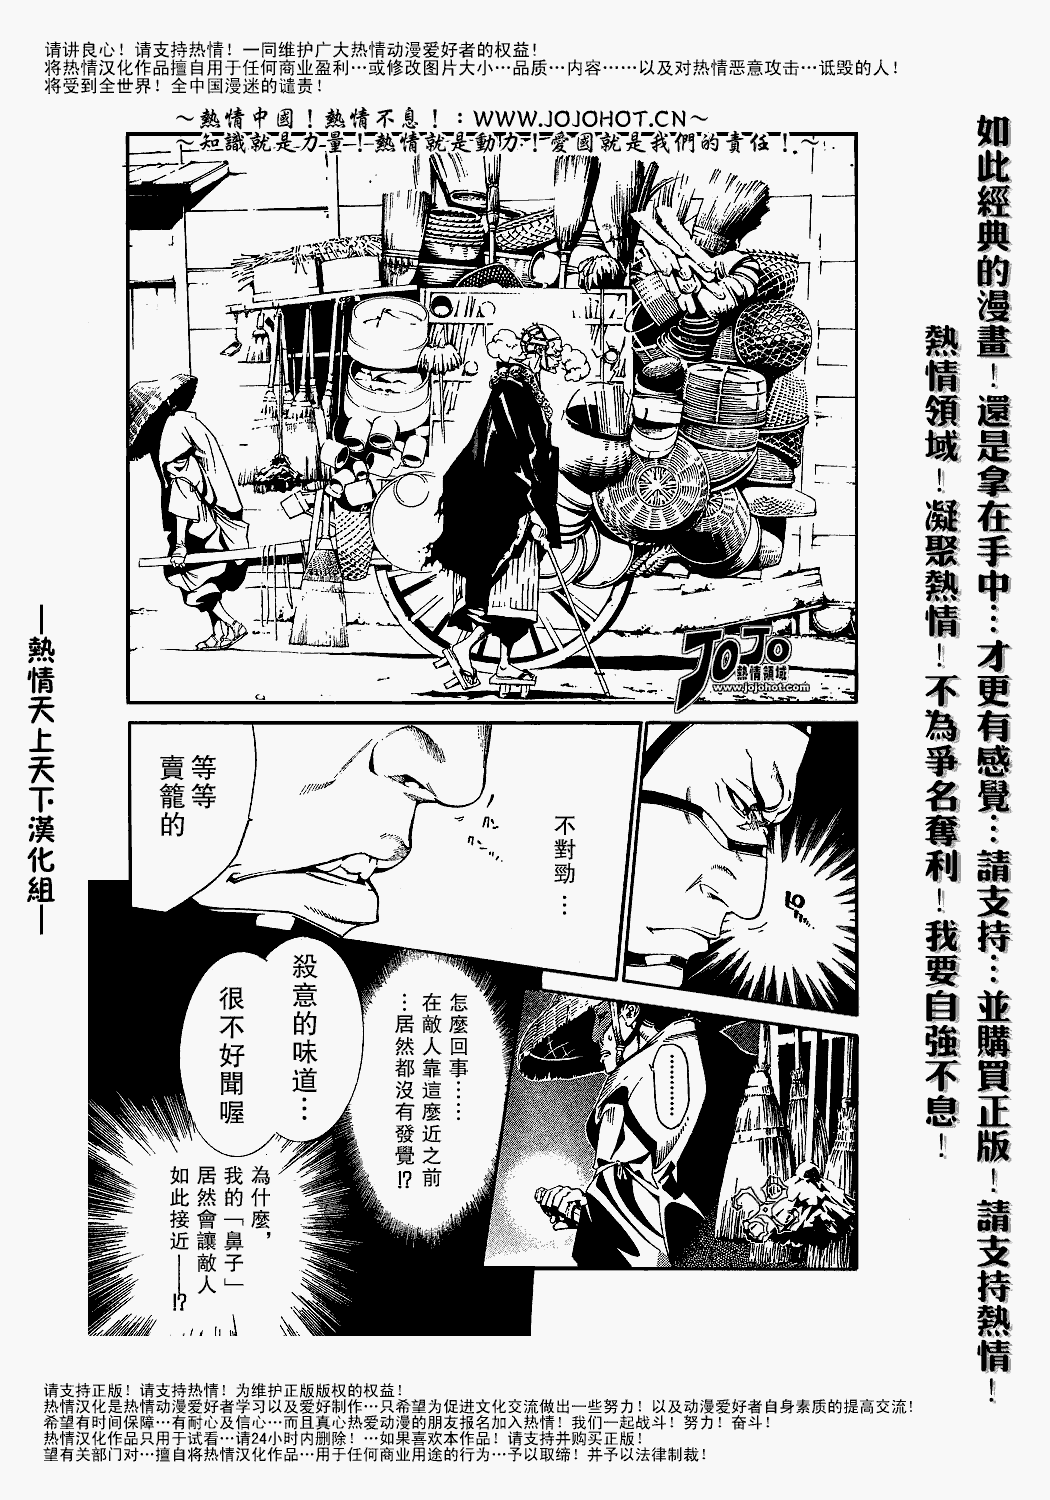 请讲良心！请支持热情！一同维护广大热情动漫爱好者的权益！
将热情汉化作品擅自用于任何商业盈利…或修改图片大小…品质…内容……以及对热情恶意攻击…诋毁的人！
将受到全世界！全中国漫迷的谴责！
～熱情中國！熱情不息！：WWW.JOJOHOT.CN～
～知識就是力量！熱情就是動力！愛國就是我們的責任！.～
如此經典的漫畫！還是拿在手中…才更有感覺…請支持…並購買正版！請支持熱情！
熱情領域！凝聚熱情！不為爭名奪利！我要自強不息！
—熱情天上天下漢化組—
JOJO
熱情領域
www.jojohot.com
不對勁…
等等
賣籠的
…………
怎麼回事……
在敵人靠這麼近之前
…居然都沒有發覺!?
殺意的味道…
很不好聞喔
為什麼，
我的「鼻子」
居然會讓敵人
如此接近——!?
请支持正版！请支持热情！为维护正版版权的权益！
热情汉化是热情动漫爱好者学习以及爱好制作…只希望为促进文化交流做出一些努力！以及动漫爱好者自身素质的提高交流！
希望有时间保障…有耐心及信心…而且真心热爱动漫的朋友报名加入热情！我们一起战斗！努力！奋斗！
热情汉化作品只用于试看…请24小时内删除！…如果喜欢本作品！请支持并购买正版！
望有关部门对…擅自将热情汉化作品…用于任何商业用途的行为…予以取缔！并予以法律制裁！